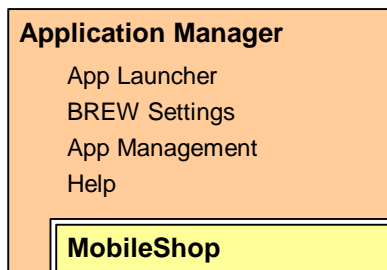 Application Manager
App Launcher
BREW Settings
App Management
Help
MobileShop